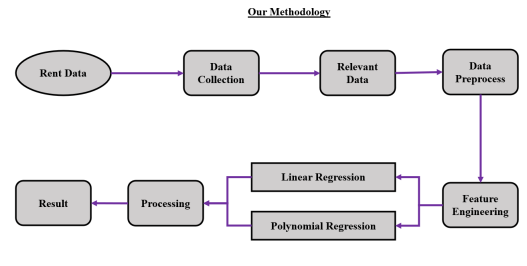 Our Methodology
Rent Data
Data
Collection
Relevant
Data
Data
Preprocess
Feature
Engineering
Linear Regression
Polynomial Regression
Processing
Result